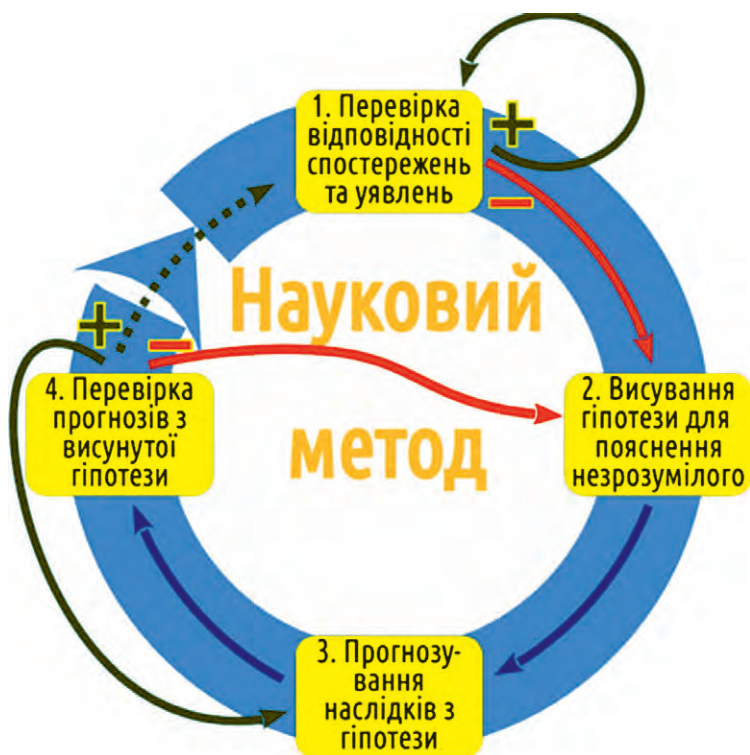 1. Перевірка
відповідності
спостережень
та уявлень
+
−
Науковий
метод
+
−
4. Перевірка
прогнозів з
висунутої
гіпотези
2. Висування
гіпотези для
пояснення
незрозумілого
3. Прогнозу-
вання
наслідків з
гіпотези